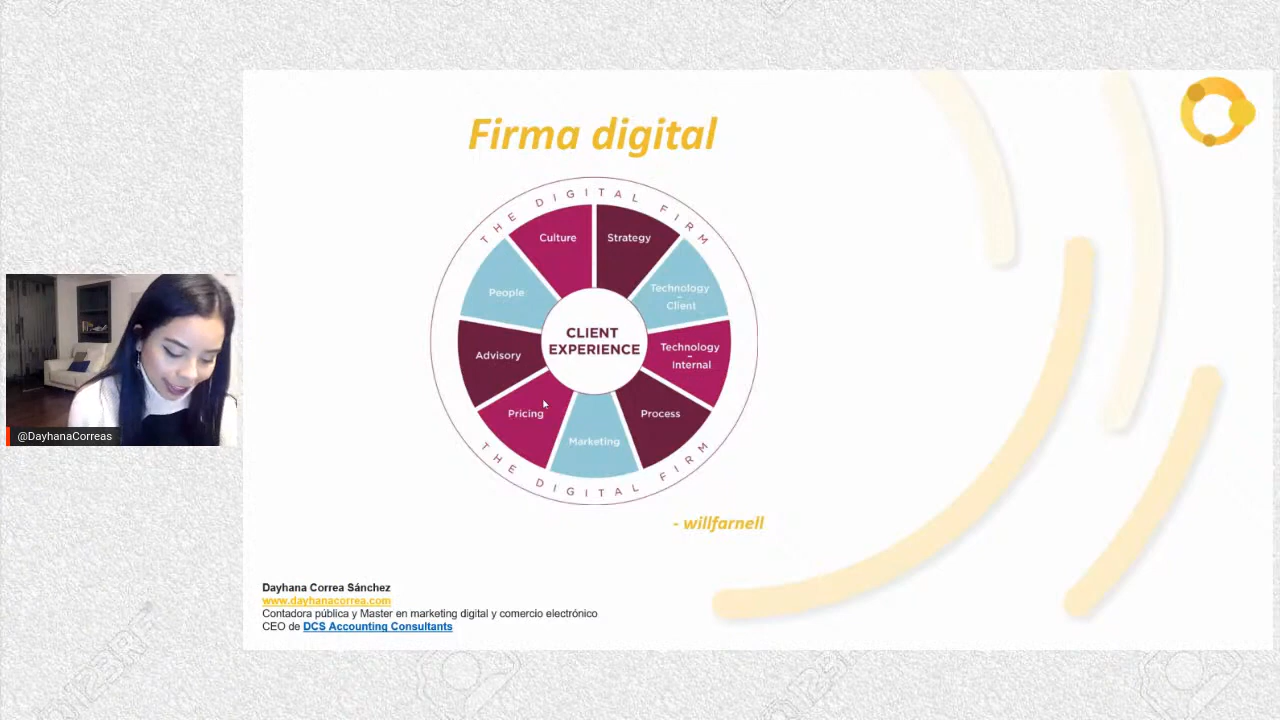 Firma digital
THE DIGITAL FIRM
Culture
Strategy
People
Technology
–
Client
CLIENT
EXPERIENCE
Advisory
Technology
–
Internal
Pricing
Process
Marketing
THE DIGITAL FIRM
@DayhanaCorreas
- willfarnell
Dayhana Correa Sánchez
www.dayhanacorrea.com
Contadora pública y Master en marketing digital y comercio electrónico
CEO de DCS Accounting Consultants